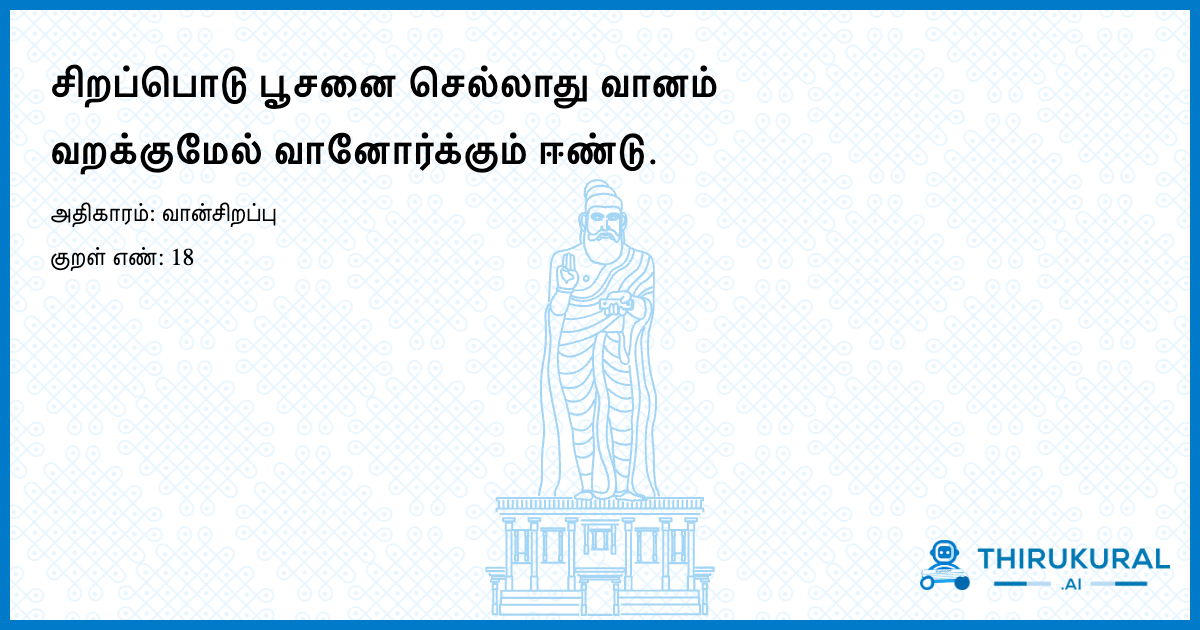 சிறப்பொடு பூசனை செல்லாது வானம்
வறக்குமேல் வானோர்க்கும் ஈண்டு.
அதிகாரம்: வான்சிறப்பு
குறள் எண்: 18
THIRUKURAL
.AI